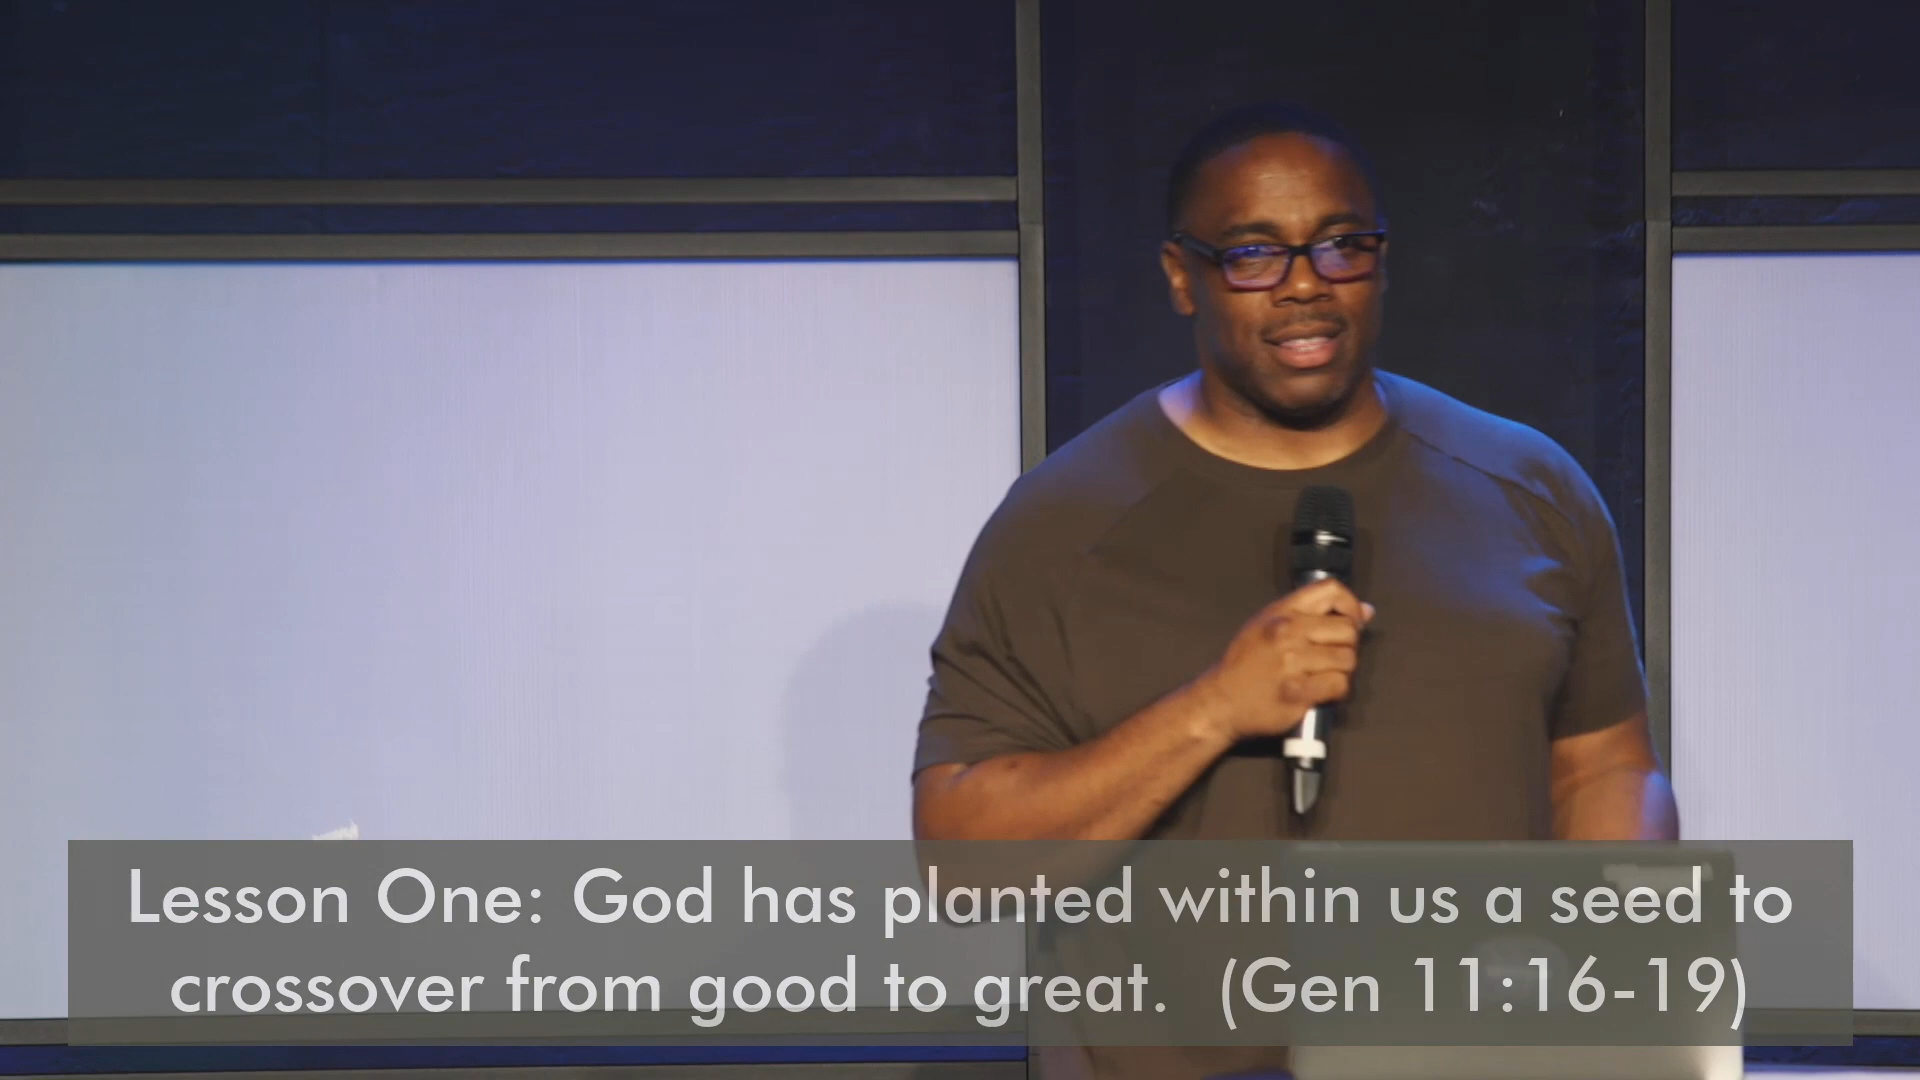 Lesson One: God has planted within us a seed to
crossover from good to great. (Gen 11:16-19)